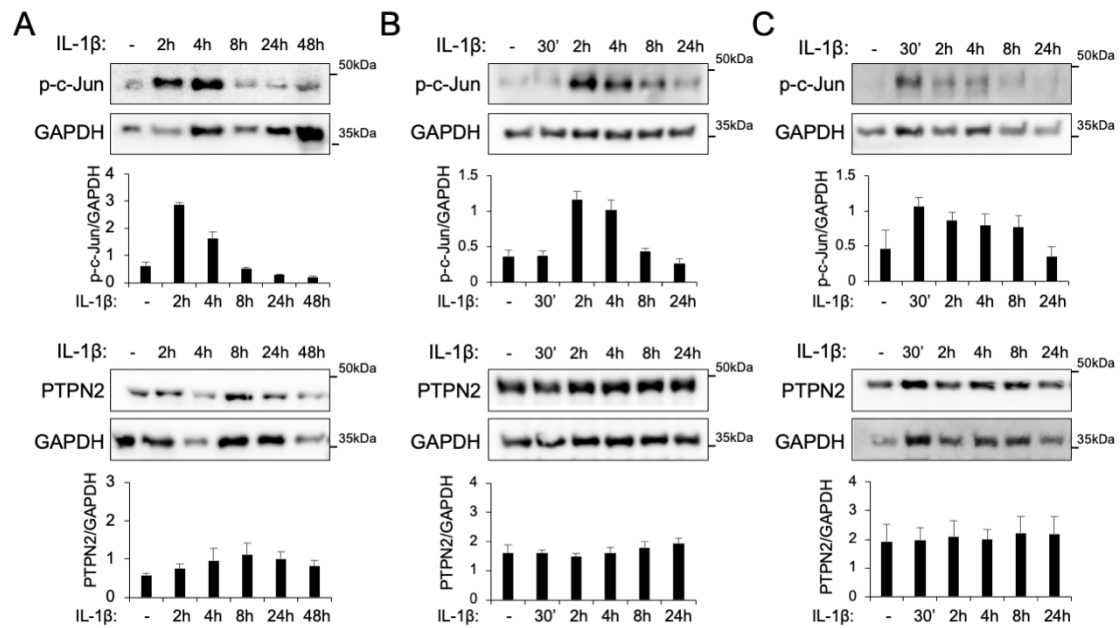 A
IL-1β: - 2h 4h 8h 24h 48h
50kDa
p-c-Jun
GAPDH
35kDa
p-c-Jun/GAPDH
4
3
2
1
0
IL-1β: - 2h 4h 8h 24h 48h
IL-1β: - 2h 4h 8h 24h 48h
50kDa
PTPN2
GAPDH
35kDa
PTPN2/GAPDH
3
2
1
0
IL-1β: - 2h 4h 8h 24h 48h
B
IL-1β: - 30’ 2h 4h 8h 24h
50kDa
p-c-Jun
GAPDH
35kDa
p-c-Jun/GAPDH
1.5
1
0.5
0
IL-1β: - 30’ 2h 4h 8h 24h
IL-1β: - 30’ 2h 4h 8h 24h
50kDa
PTPN2
GAPDH
35kDa
PTPN2/GAPDH
4
3
2
1
0
IL-1β: - 30’ 2h 4h 8h 24h
C
IL-1β: - 30’ 2h 4h 8h 24h
50kDa
p-c-Jun
GAPDH
35kDa
p-c-Jun/GAPDH
1.5
1
0.5
0
IL-1β: - 30’ 2h 4h 8h 24h
IL-1β: - 30’ 2h 4h 8h 24h
50kDa
PTPN2
GAPDH
35kDa
PTPN2/GAPDH
4
3
2
1
0
IL-1β: - 30’ 2h 4h 8h 24h